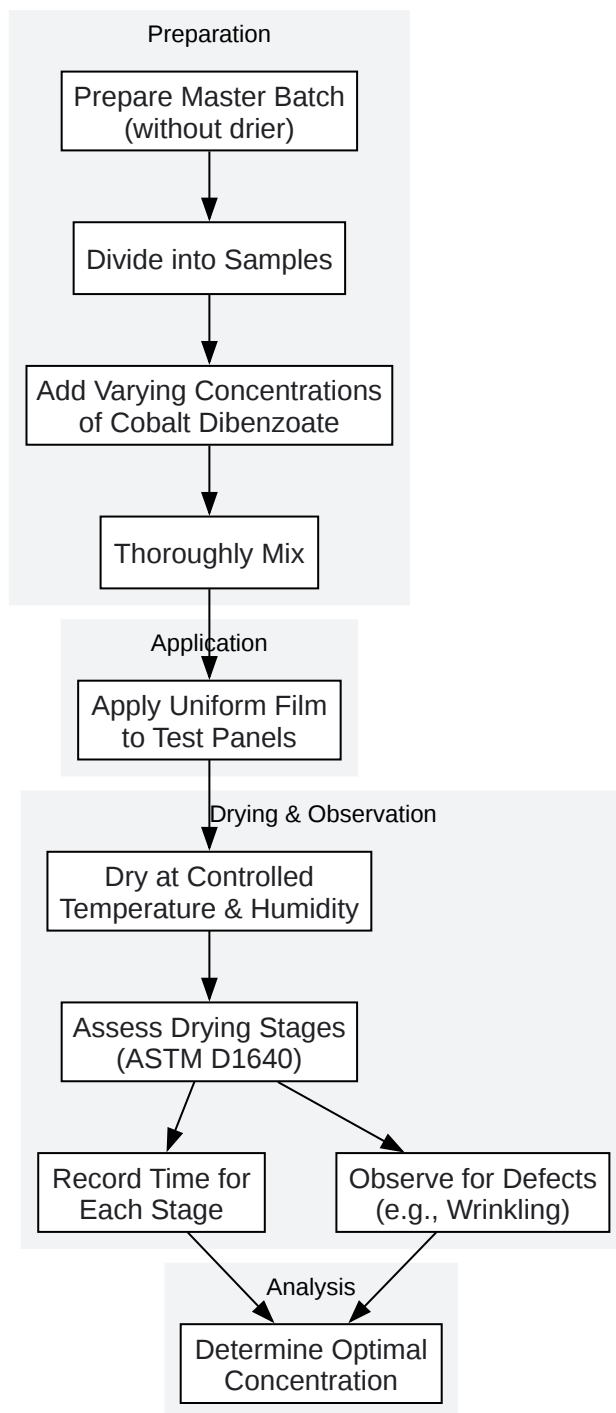 Preparation
Prepare Master Batch
(without drier)
Divide into Samples
Add Varying Concentrations
of Cobalt Dibenzoate
Thoroughly Mix
Application
Apply Uniform Film
to Test Panels
Drying & Observation
Dry at Controlled
Temperature & Humidity
Assess Drying Stages
(ASTM D1640)
Record Time for
Each Stage
Observe for Defects
(e.g., Wrinkling)
Analysis
Determine Optimal
Concentration